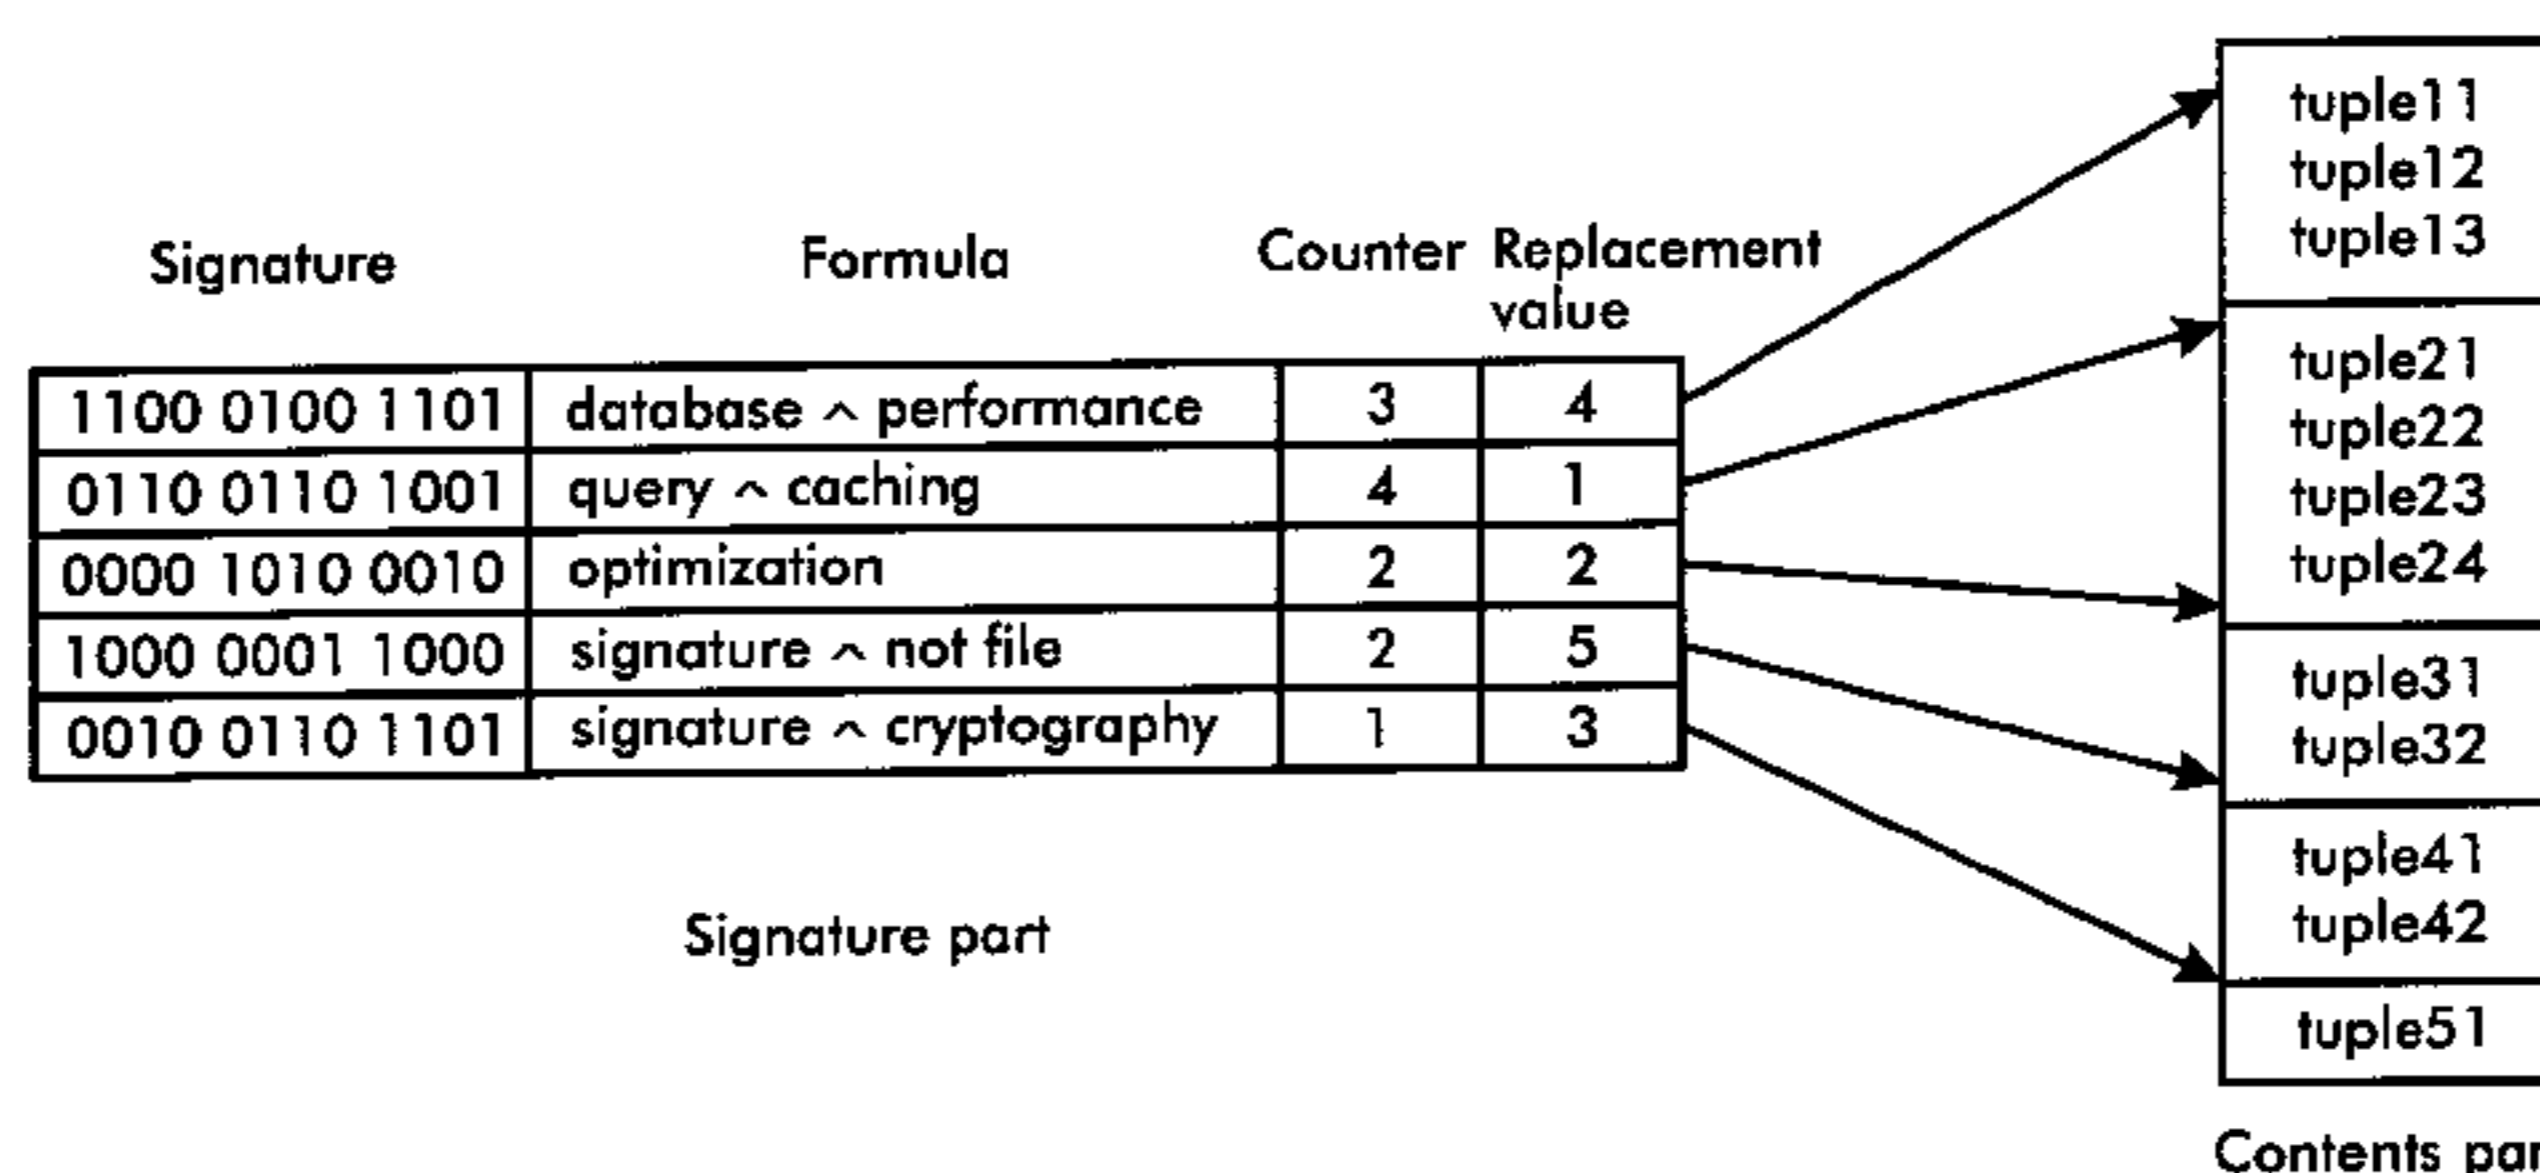 Signature Formula Counter Replacement
value
1100 0100 1101 database ^ performance 3 4
0110 0110 1001 query ^ caching 4 1
0000 1010 0010 optimization 2 2
1000 0001 1000 signature ^ not file 2 5
0010 0110 1101 signature ^ cryptography 1 3
Signature part
tuple11
tuple12
tuple13
tuple21
tuple22
tuple23
tuple24
tuple31
tuple32
tuple41
tuple42
tuple51
Contents